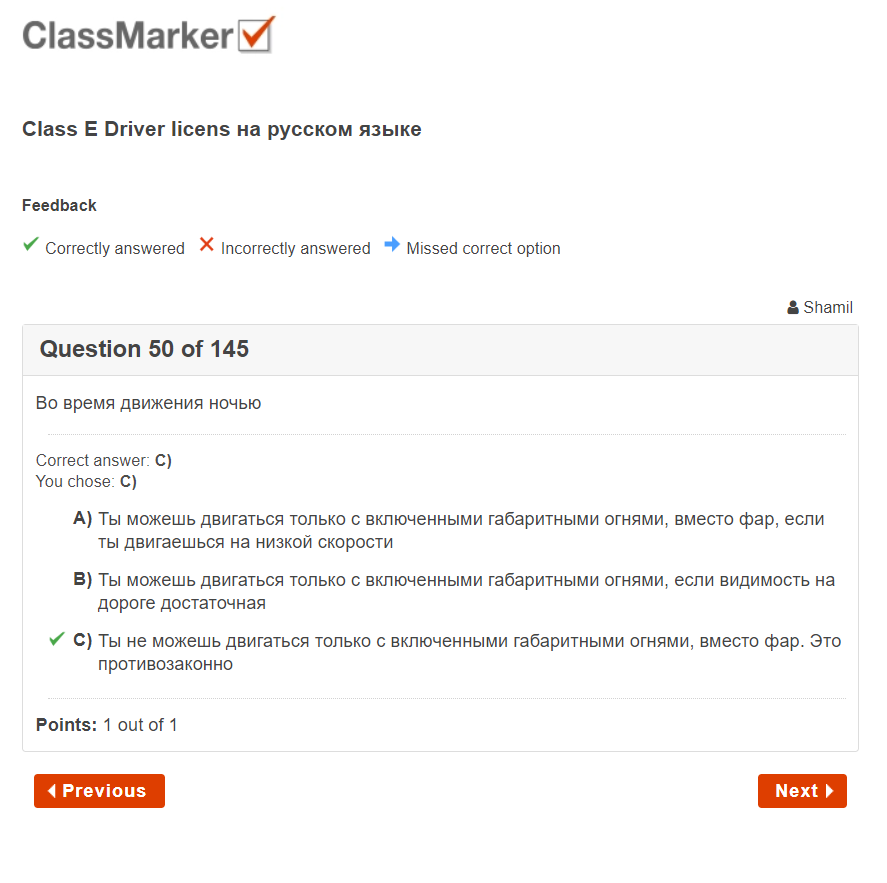 ClassMarker
Class E Driver licens на русском языке
Feedback
Correctly answered Incorrectly answered Missed correct option
Shamil
Question 50 of 145
Во время движения ночью
Correct answer: C)
You chose: C)
A) Ты можешь двигаться только с включенными габаритными огнями, вместо фар, если
ты двигаешься на низкой скорости
B) Ты можешь двигаться только с включенными габаритными огнями, если видимость на
дороге достаточная
C) Ты не можешь двигаться только с включенными габаритными огнями, вместо фар. Это
противозаконно
Points: 1 out of 1
Previous Next